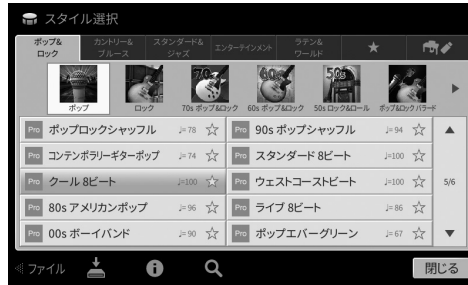 スタイル選択
ポップ&
ロック
カントリー&
ブルース
スタンダード&
ジャズ
エンターテインメント
ラテン&
ワールド
ポップ
ロック
70s ポップ&ロック
60s ポップ&ロック
50s ロック&ロール
ポップ&ロックバラード
Pro ポップロックシャッフル ♩= 78
Pro 90s ポップシャッフル ♩= 94
Pro コンテンポラリーギターポップ ♩= 74
Pro スタンダード 8ビート ♩=100
Pro クール 8ビート ♩=100
Pro ウェストコーストビート ♩=100
5/6
Pro 80s アメリカンポップ ♩= 96
Pro ライブ 8ビート ♩= 86
Pro 00s ボーイバンド ♩= 90
Pro ポップエバーグリーン ♩= 67
ファイル
閉じる